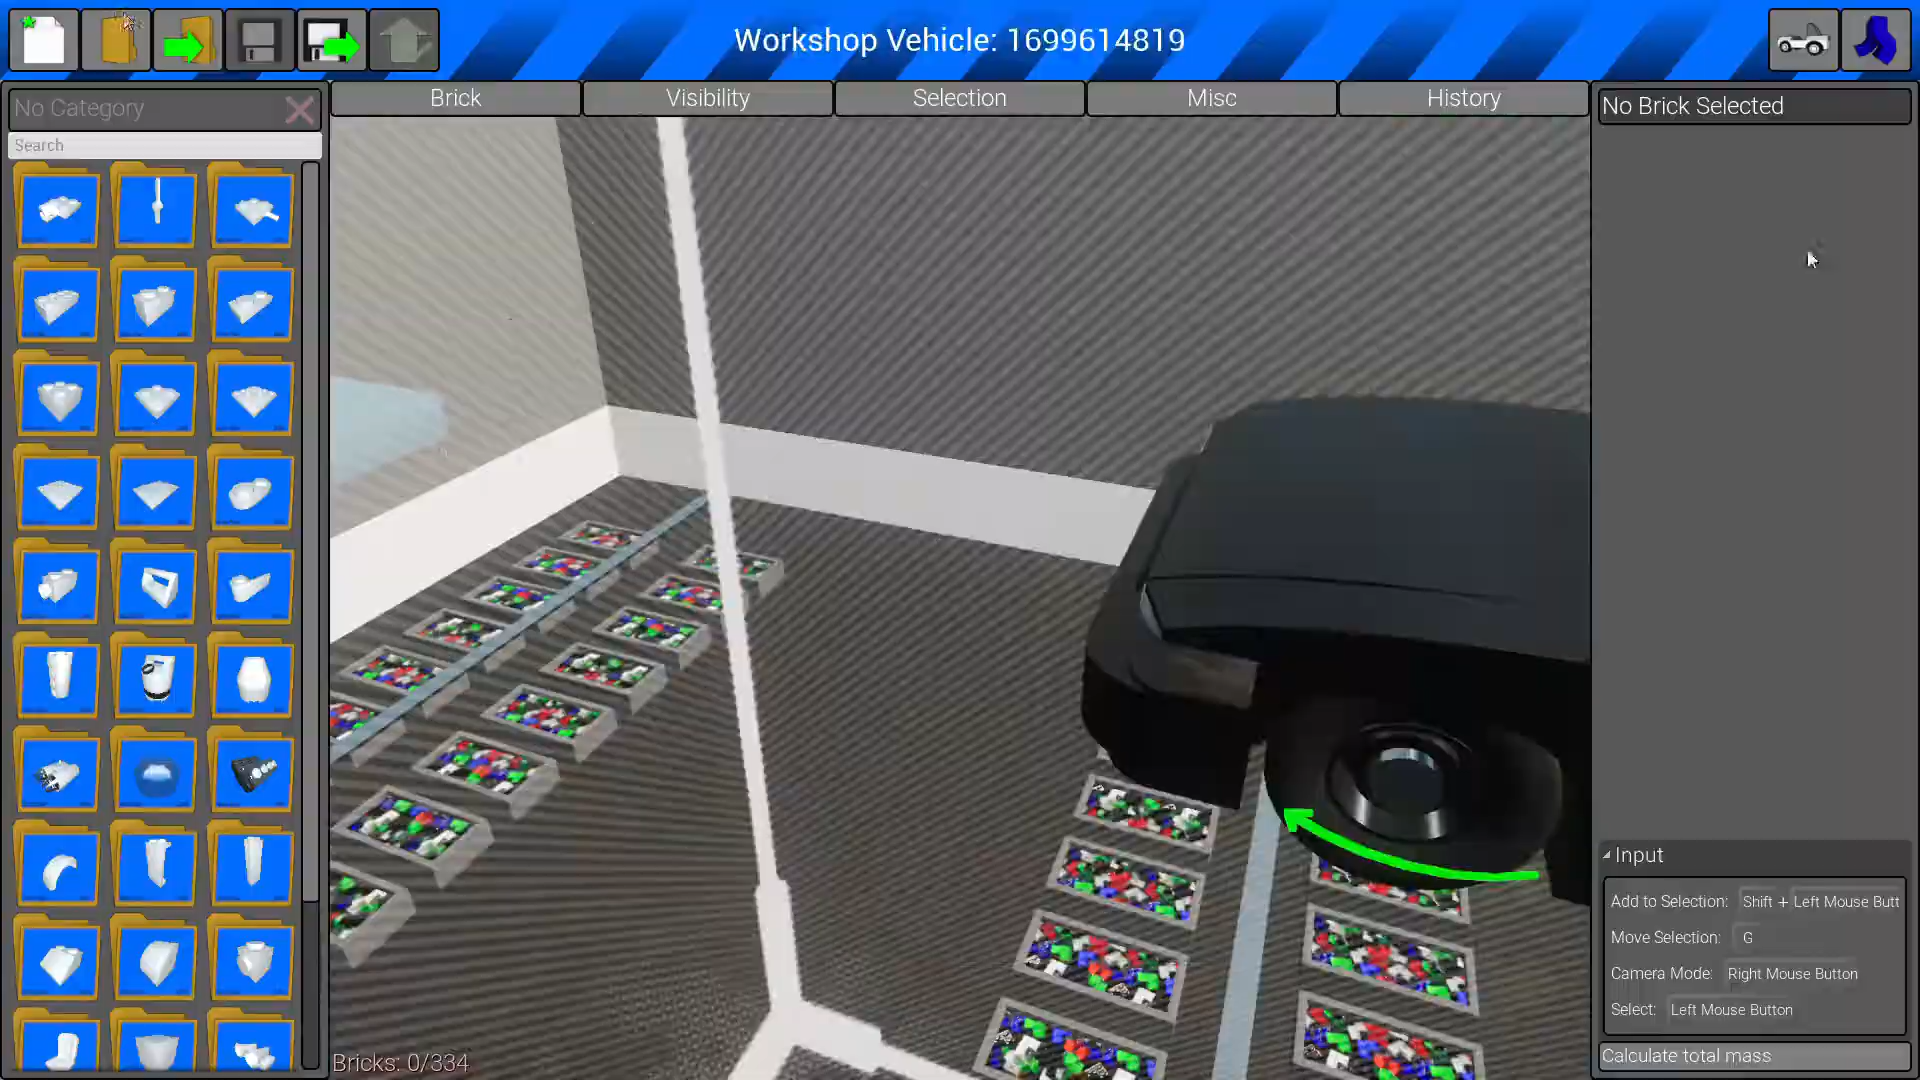 Workshop Vehicle: 1699614819
No Category
Search
Brick
Visibility
Selection
Misc
History
No Brick Selected
Bricks: 0/334
Input
Add to Selection: Shift + Left Mouse Butt
Move Selection: G
Camera Mode: Right Mouse Button
Select: Left Mouse Button
Calculate total mass